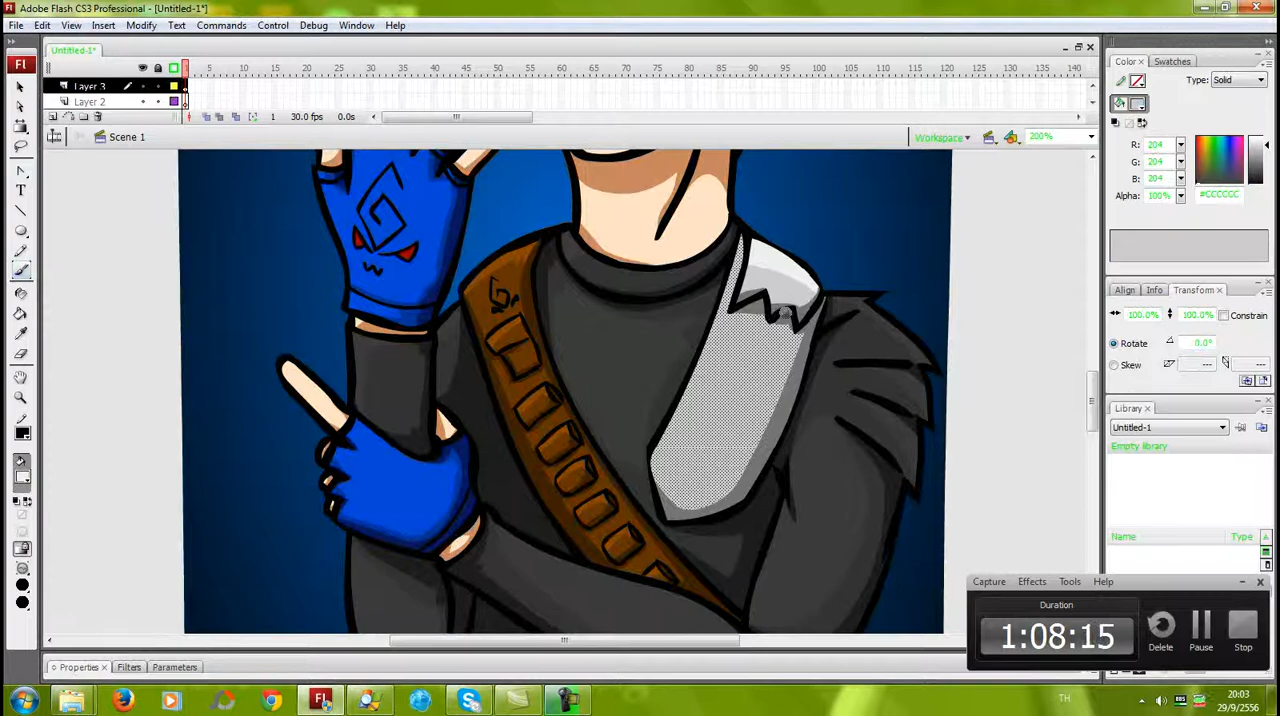 Adobe Flash CS3 Professional - [Untitled-1*]
File Edit View Insert Modify Text Commands Control Debug Window Help
Untitled-1*
5 10 15 20 25 30 35 40 45 50 55 60 65 70 75 80 85 90 95 100 105 110 115 120 125 130 135 140
Layer 3
Layer 2
1 30.0 fps 0.0s
Scene 1
Workspace
200%
Fl
Color Swatches
Type: Solid
R: 204
G: 204
B: 204
Alpha: 100%
#CCCCCC
Align Info Transform
100.0% 100.0% Constrain
Rotate 0.0°
Skew --- ---
Library
Untitled-1
Empty library
Name Type
Capture Effects Tools Help
Duration
1:08:15
Delete Pause Stop
Properties Filters Parameters
Fl
TH
20:03
29/9/2556